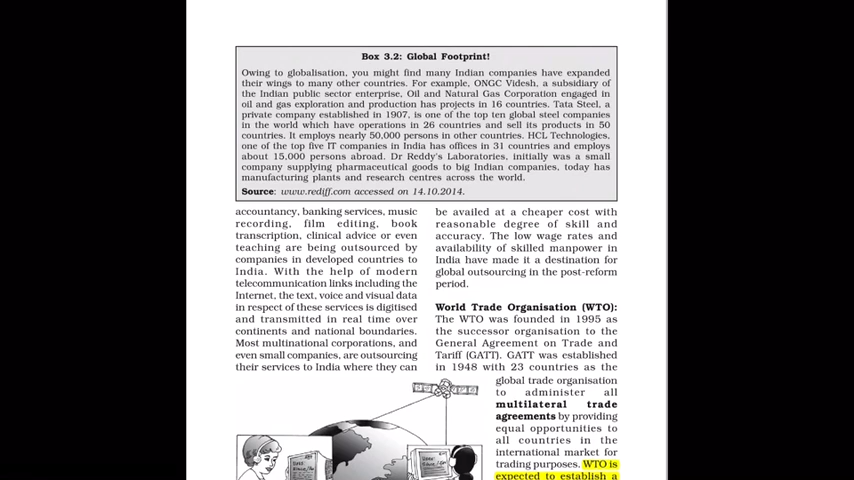 Box 3.2: Global Footprint!
Owing to globalisation, you might find many Indian companies have expanded
their wings to many other countries. For example, ONGC Videsh, a subsidiary of
the Indian public sector enterprise, Oil and Natural Gas Corporation engaged in
oil and gas exploration and production has projects in 16 countries. Tata Steel, a
private company established in 1907, is one of the top ten global steel companies
in the world which have operations in 26 countries and sell its products in 50
countries. It employs nearly 50,000 persons in other countries. HCL Technologies,
one of the top five IT companies in India has offices in 31 countries and employs
about 15,000 persons abroad. Dr Reddy's Laboratories, initially was a small
company supplying pharmaceutical goods to big Indian companies, today has
manufacturing plants and research centres across the world.
Source: www.rediff.com accessed on 14.10.2014.
accountancy, banking services, music
recording, film editing, book
transcription, clinical advice or even
teaching are being outsourced by
companies in developed countries to
India. With the help of modern
telecommunication links including the
Internet, the text, voice and visual data
in respect of these services is digitised
and transmitted in real time over
continents and national boundaries.
Most multinational corporations, and
even small companies, are outsourcing
their services to India where they can
be availed at a cheaper cost with
reasonable degree of skill and
accuracy. The low wage rates and
availability of skilled manpower in
India have made it a destination for
global outsourcing in the post-reform
period.
World Trade Organisation (WTO):
The WTO was founded in 1995 as
the successor organisation to the
General Agreement on Trade and
Tariff (GATT). GATT was established
in 1948 with 23 countries as the
global trade organisation
to administer all
multilateral trade
agreements by providing
equal opportunities to
all countries in the
international market for
trading purposes. WTO is
expected to establish a